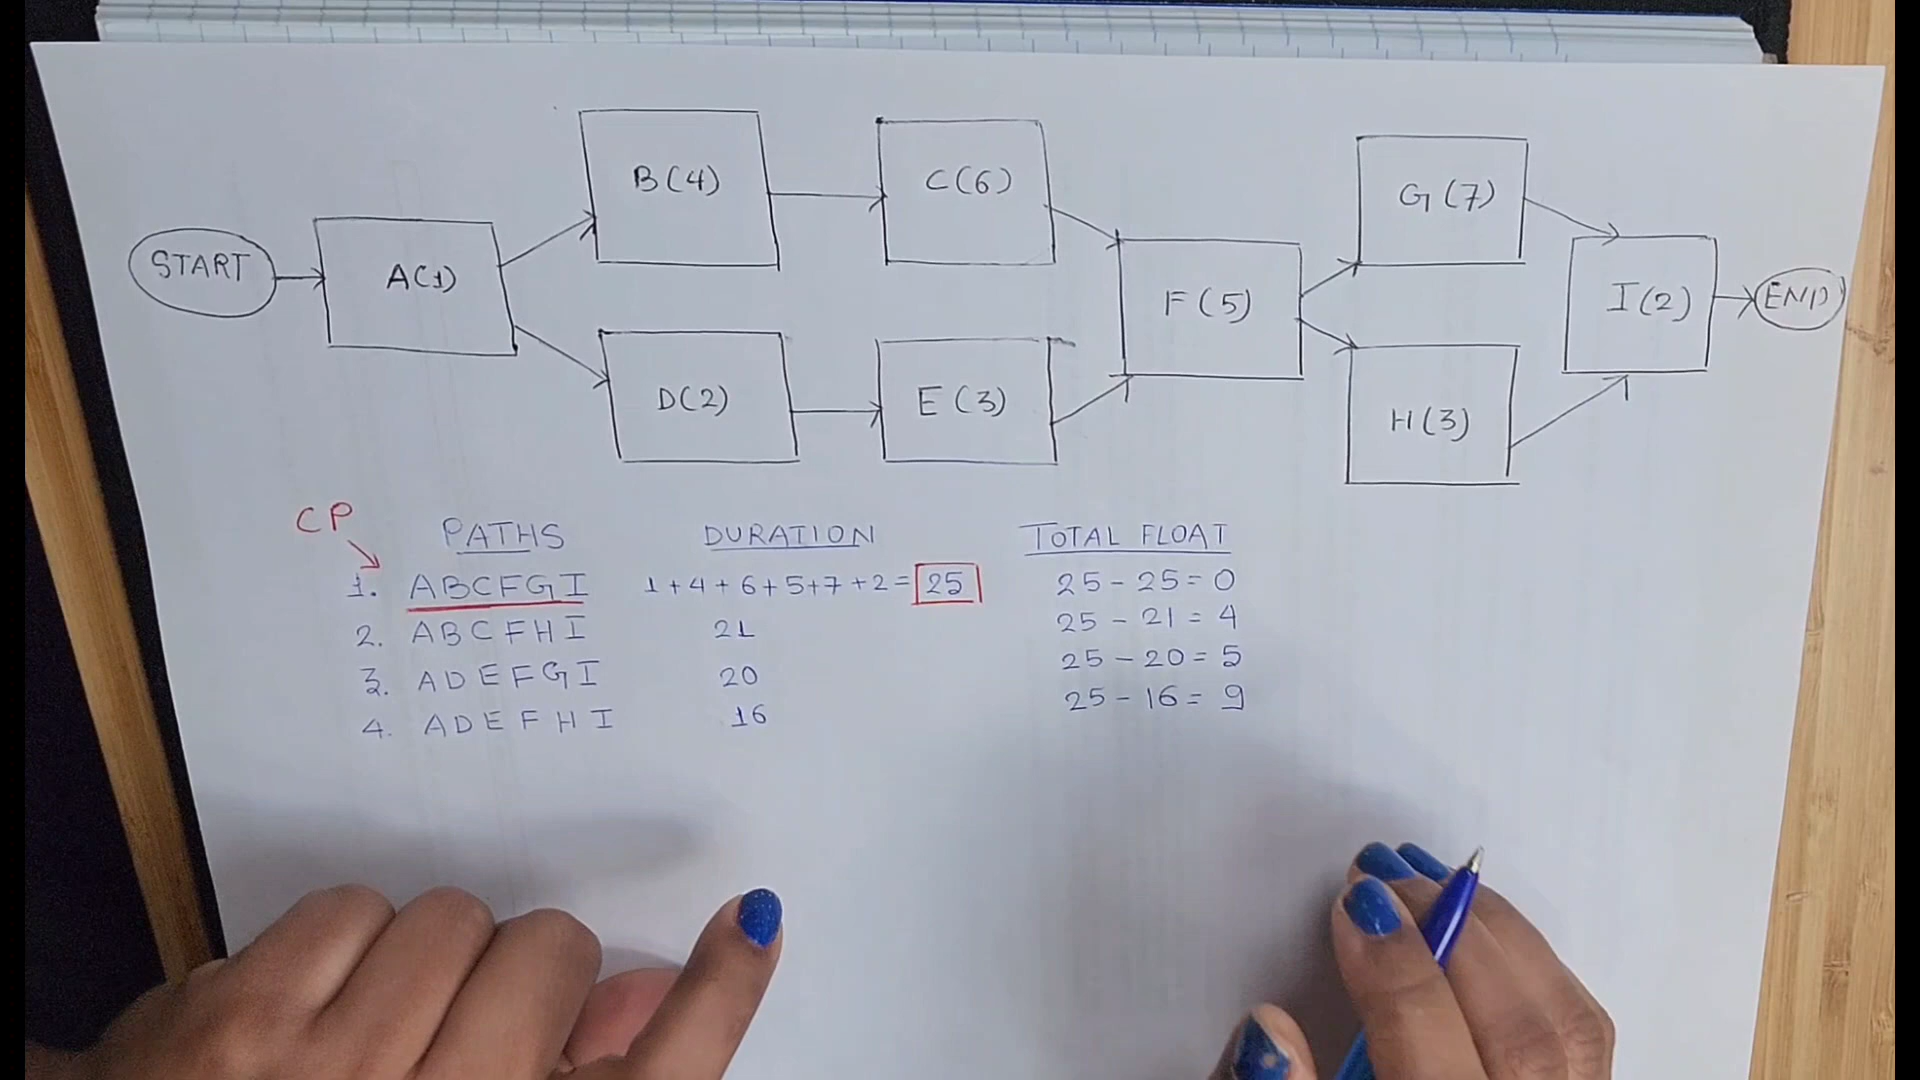 B(4) C(6) G(7)
START A(1) F(5) I(2) END
D(2) E(3) H(3)
CP
PATHS DURATION TOTAL FLOAT
1. ABCFGI 1+4+6+5+7+2= 25 25-25=0
2. ABCFHI 21 25-21=4
3. ADEFGI 20 25-20=5
4. ADEFHI 16 25-16=9